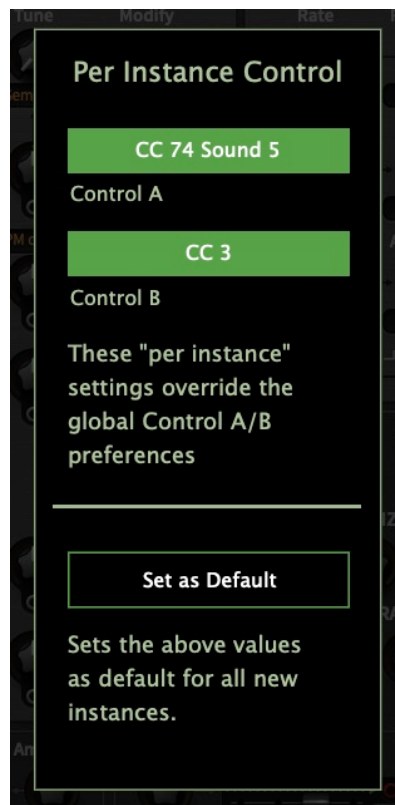 Tune Modify Rate
Per Instance Control
CC 74 Sound 5
Control A
CC 3
Control B
These "per instance"
settings override the
global Control A/B
preferences
Set as Default
Sets the above values
as default for all new
instances.